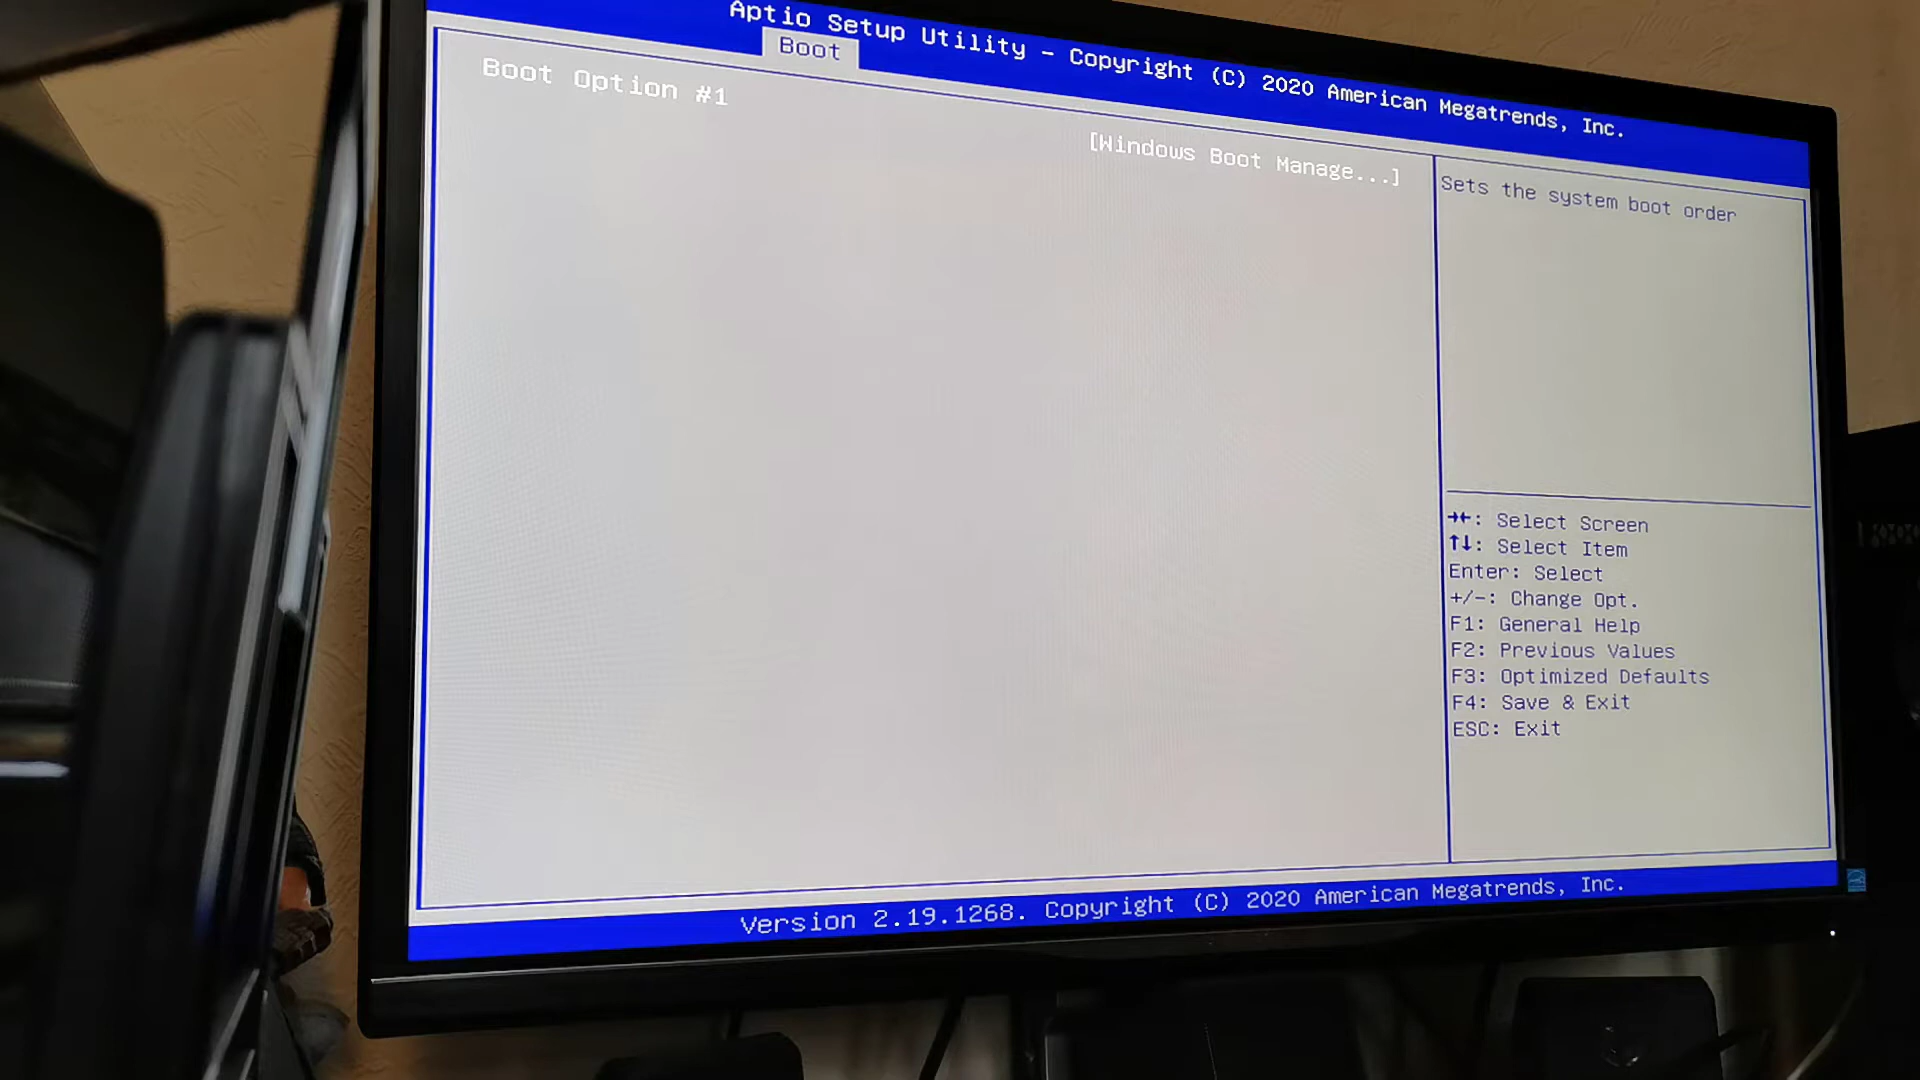 Aptio Setup Utility – Copyright (C) 2020 American Megatrends, Inc.
Boot
Boot Option #1
[Windows Boot Manage...]
Sets the system boot order
→←: Select Screen
↑↓: Select Item
Enter: Select
+/-: Change Opt.
F1: General Help
F2: Previous Values
F3: Optimized Defaults
F4: Save & Exit
ESC: Exit
Version 2.19.1268. Copyright (C) 2020 American Megatrends, Inc.